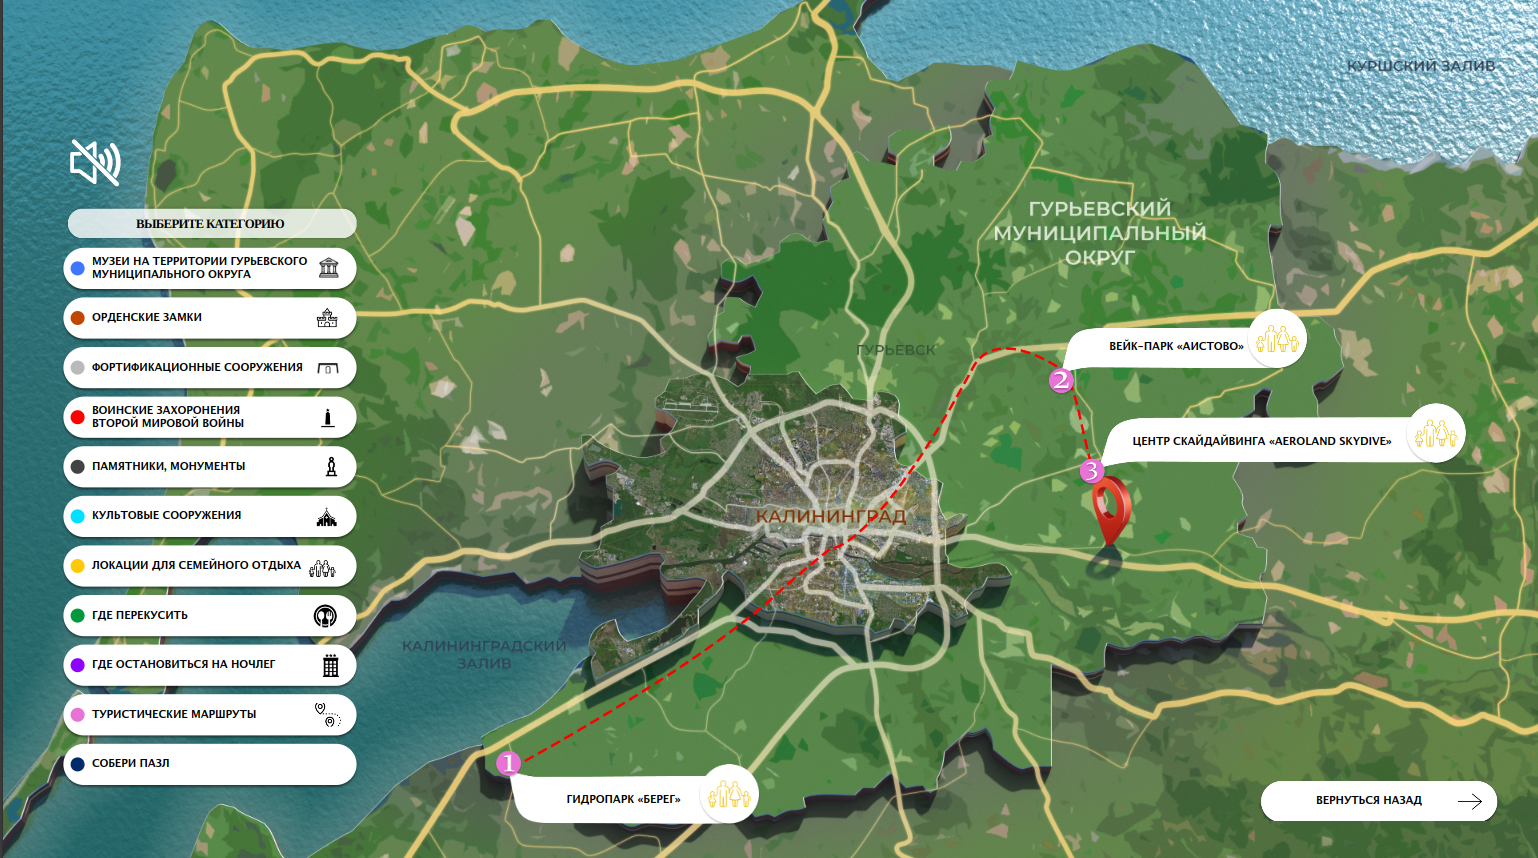 КУРШСКИЙ ЗАЛИВ
ВЫБЕРИТЕ КАТЕГОРИЮ
МУЗЕИ НА ТЕРРИТОРИИ ГУРЬЕВСКОГО
МУНИЦИПАЛЬНОГО ОКРУГА
ОРДЕНСКИЕ ЗАМКИ
ФОРТИФИКАЦИОННЫЕ СООРУЖЕНИЯ
ВОИНСКИЕ ЗАХОРОНЕНИЯ
ВТОРОЙ МИРОВОЙ ВОЙНЫ
ПАМЯТНИКИ, МОНУМЕНТЫ
КУЛЬТОВЫЕ СООРУЖЕНИЯ
ЛОКАЦИИ ДЛЯ СЕМЕЙНОГО ОТДЫХА
ГДЕ ПЕРЕКУСИТЬ
ГДЕ ОСТАНОВИТЬСЯ НА НОЧЛЕГ
ТУРИСТИЧЕСКИЕ МАРШРУТЫ
СОБЕРИ ПАЗЛ
ГУРЬЕВСКИЙ
МУНИЦИПАЛЬНЫЙ
ОКРУГ
ГУРЬЕВСК
ВЕЙК-ПАРК «АИСТОВО»
2
ЦЕНТР СКАЙДАЙВИНГА «AEROLAND SKYDIVE»
3
КАЛИНИНГРАД
КАЛИНИНГРАДСКИЙ
ЗАЛИВ
1
ГИДРОПАРК «БЕРЕГ»
ВЕРНУТЬСЯ НАЗАД